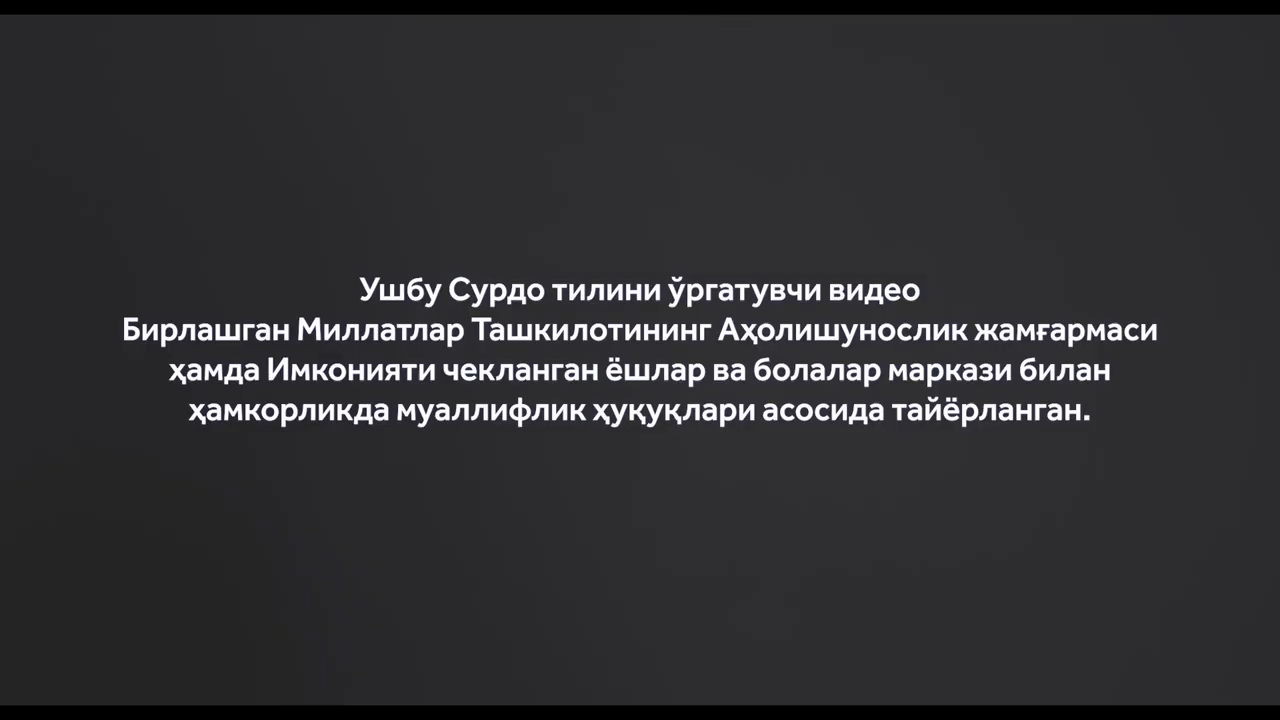 Ушбу Сурдо тилини ўргатувчи видео
Бирлашган Миллатлар Ташкилотининг Аҳолишунослик жамғармаси
ҳамда Имконияти чекланган ёшлар ва болалар маркази билан
ҳамкорликда муаллифлик ҳуқуқлари асосида тайёрланган.